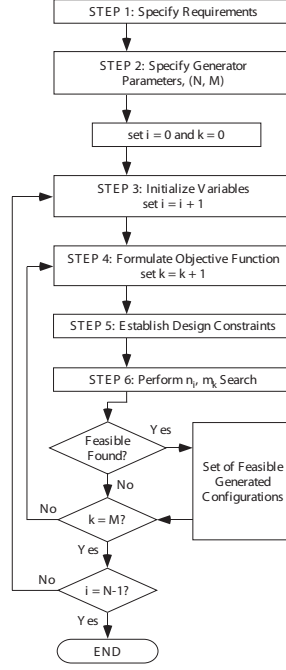 STEP 1: Specify Requirements
STEP 2: Specify Generator
Parameters, (N, M)
set i = 0 and k = 0
STEP 3: Initialize Variables
set i = i + 1
STEP 4: Formulate Objective Function
set k = k + 1
STEP 5: Establish Design Constraints
STEP 6: Perform nᵢ, mₖ Search
Feasible
Found?
Yes
No
Set of Feasible
Generated
Configurations
k = M?
No
Yes
i = N-1?
No
Yes
END